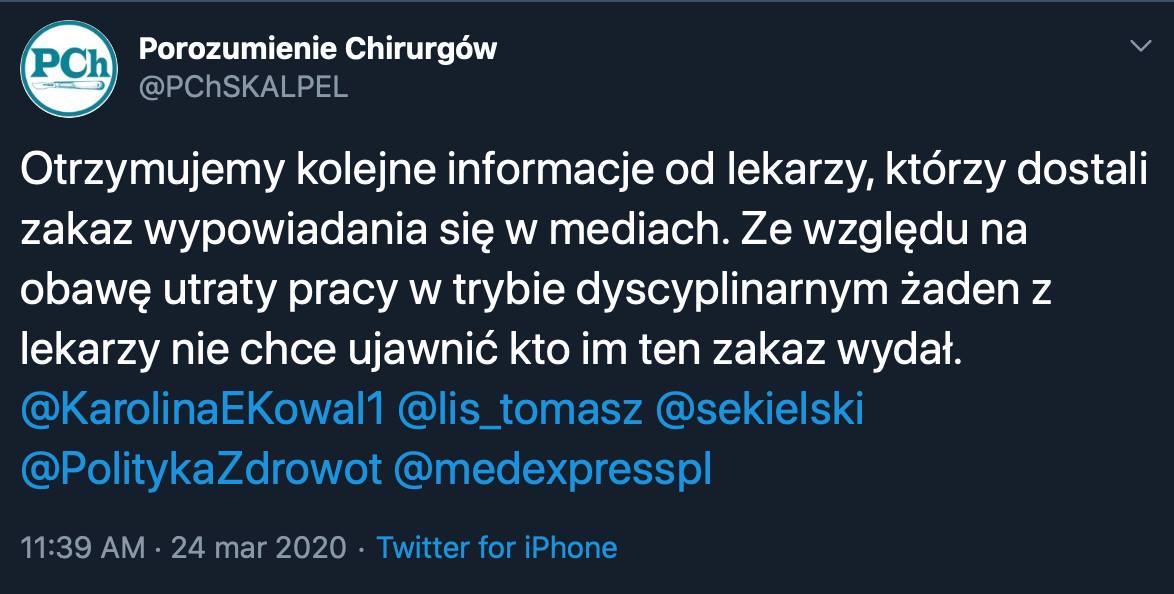 PCh
Porozumienie Chirurgów
@PChSKALPEL
Otrzymujemy kolejne informacje od lekarzy, którzy dostali
zakaz wypowiadania się w mediach. Ze względu na
obawę utraty pracy w trybie dyscyplinarnym żaden z
lekarzy nie chce ujawnić kto im ten zakaz wydał.
@KarolinaEKowal1 @lis_tomasz @sekielski
@PolitykaZdrowot @medexpresspl
11:39 AM · 24 mar 2020 · Twitter for iPhone